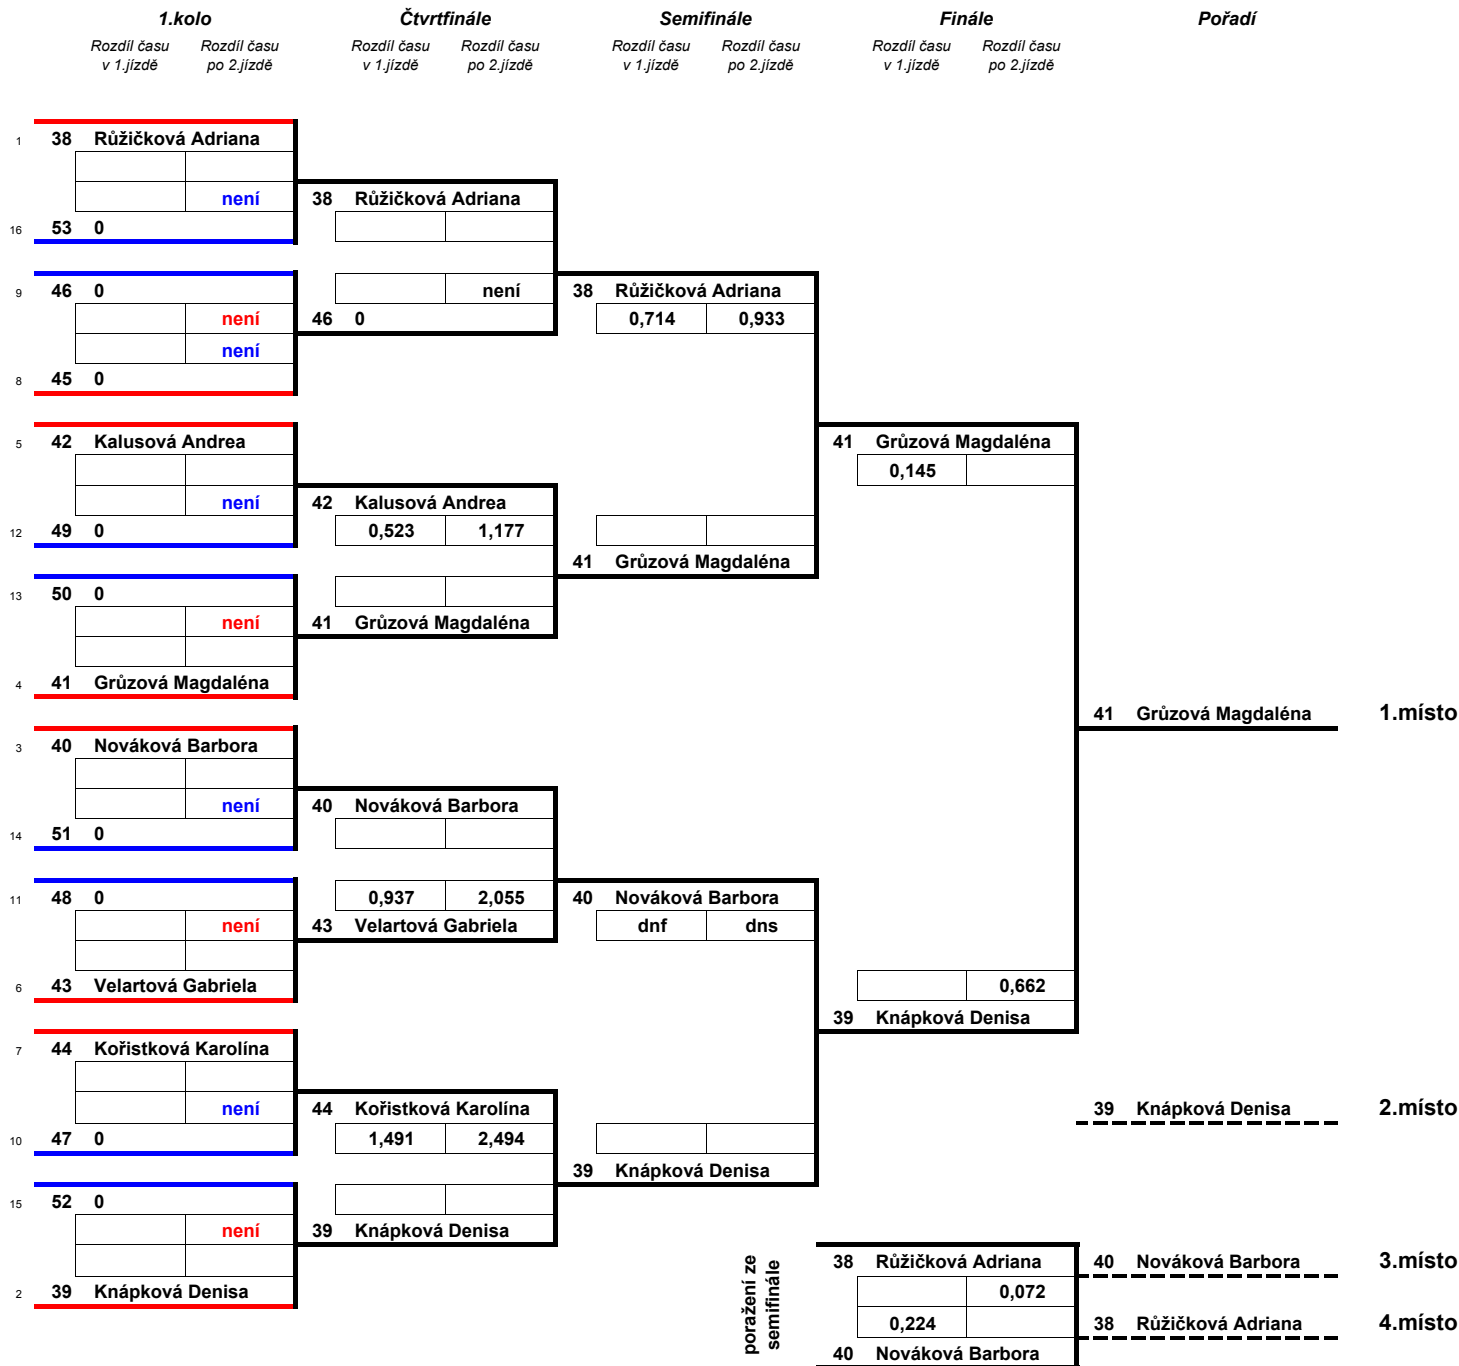 1.kolo Čtvrtfinále Semifinále Finále Pořadí
Rozdíl času Rozdíl času Rozdíl času Rozdíl času Rozdíl času Rozdíl času Rozdíl času Rozdíl času
v 1.jízdě po 2.jízdě v 1.jízdě po 2.jízdě v 1.jízdě po 2.jízdě v 1.jízdě po 2.jízdě
1 38 Růžičková Adriana
není 38 Růžičková Adriana
16 53 0
9 46 0 není 38 Růžičková Adriana
není 46 0 0,714 0,933
není
8 45 0
5 42 Kalusová Andrea 41 Grůzová Magdaléna
0,145
není 42 Kalusová Andrea
12 49 0 0,523 1,177
41 Grůzová Magdaléna
13 50 0
není 41 Grůzová Magdaléna
4 41 Grůzová Magdaléna
41 Grůzová Magdaléna 1.místo
3 40 Nováková Barbora
není 40 Nováková Barbora
14 51 0
11 48 0 0,937 2,055 40 Nováková Barbora
není 43 Velartová Gabriela dnf dns
6 43 Velartová Gabriela 0,662
39 Knápková Denisa
7 44 Kořistková Karolína
není 44 Kořistková Karolína 39 Knápková Denisa 2.místo
10 47 0 1,491 2,494
39 Knápková Denisa
15 52 0
není 39 Knápková Denisa
poražení ze
semifinále
38 Růžičková Adriana 40 Nováková Barbora 3.místo
2 39 Knápková Denisa 0,072
0,224 38 Růžičková Adriana 4.místo
40 Nováková Barbora